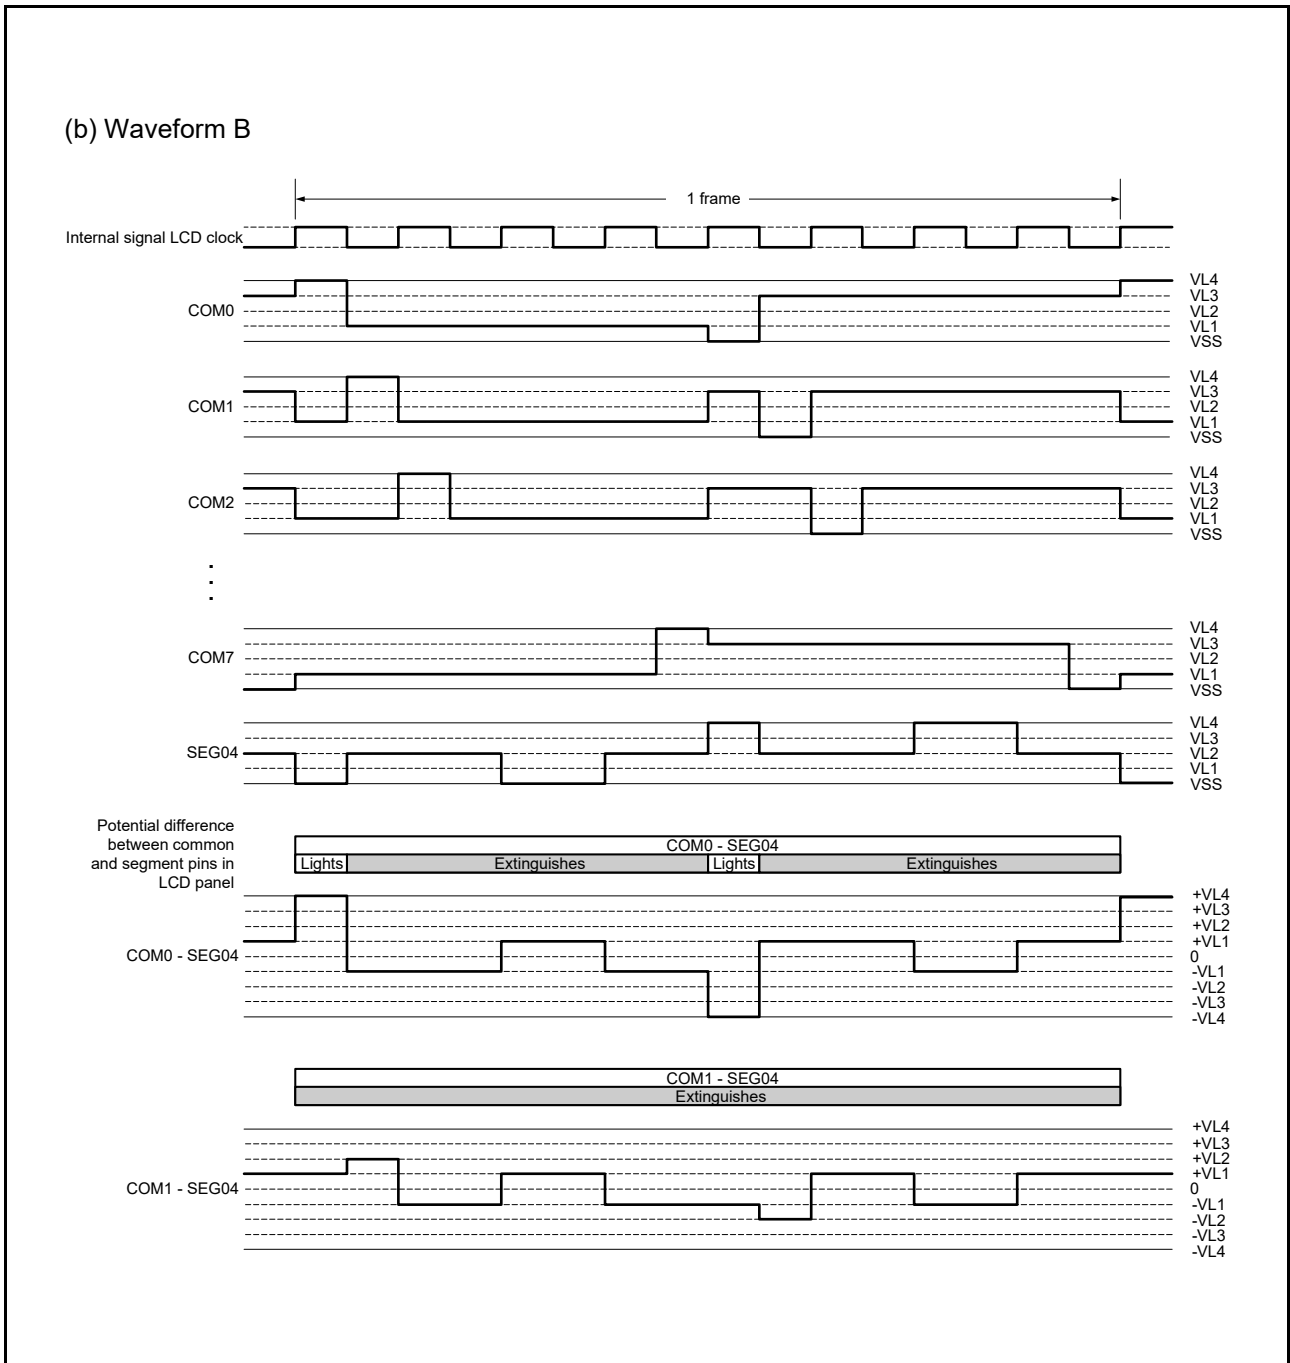 (b) Waveform B
1 frame
Internal signal LCD clock
COM0
VL4
VL3
VL2
VL1
VSS
COM1
VL4
VL3
VL2
VL1
VSS
COM2
VL4
VL3
VL2
VL1
VSS
COM7
VL4
VL3
VL2
VL1
VSS
SEG04
VL4
VL3
VL2
VL1
VSS
Potential difference
between common
and segment pins in
LCD panel
COM0 - SEG04
Lights Extinguishes Lights Extinguishes
COM0 - SEG04
+VL4
+VL3
+VL2
+VL1
0
-VL1
-VL2
-VL3
-VL4
COM1 - SEG04
Extinguishes
COM1 - SEG04
+VL4
+VL3
+VL2
+VL1
0
-VL1
-VL2
-VL3
-VL4